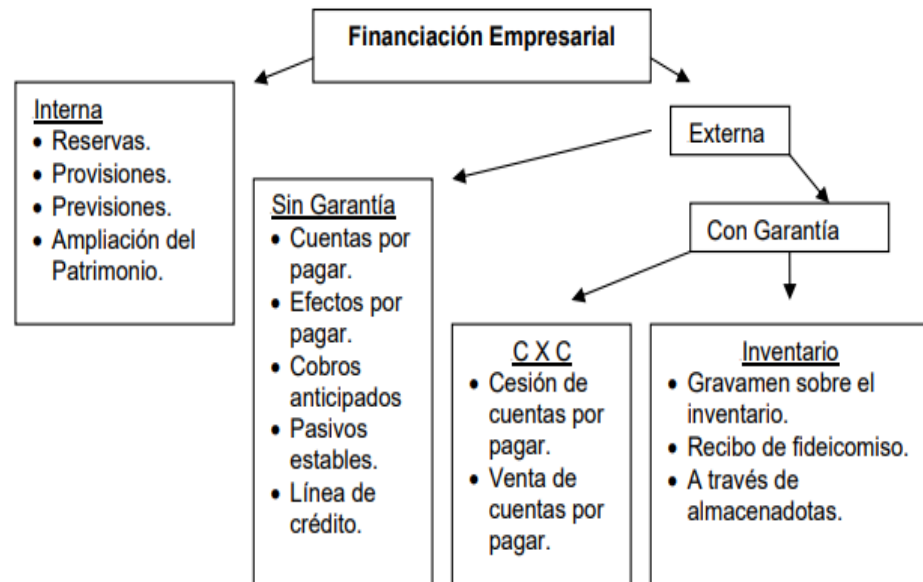 Financiación Empresarial
Interna
• Reservas.
• Provisiones.
• Previsiones.
• Ampliación del
Patrimonio.
Externa
Sin Garantía
• Cuentas por
pagar.
• Efectos por
pagar.
• Cobros
anticipados
• Pasivos
estables.
• Línea de
crédito.
Con Garantía
C X C
• Cesión de
cuentas por
pagar.
• Venta de
cuentas por
pagar.
Inventario
• Gravamen sobre el
inventario.
• Recibo de fideicomiso.
• A través de
almacenadotas.